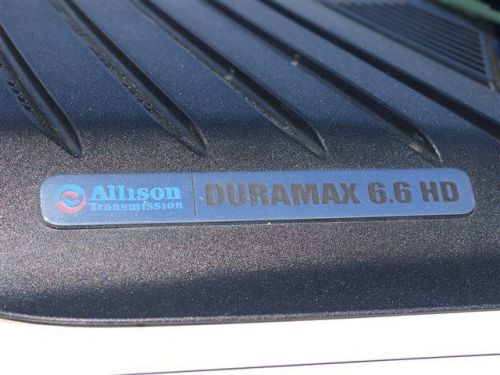 Allison DURAMAX 6.6 HD
Transmission